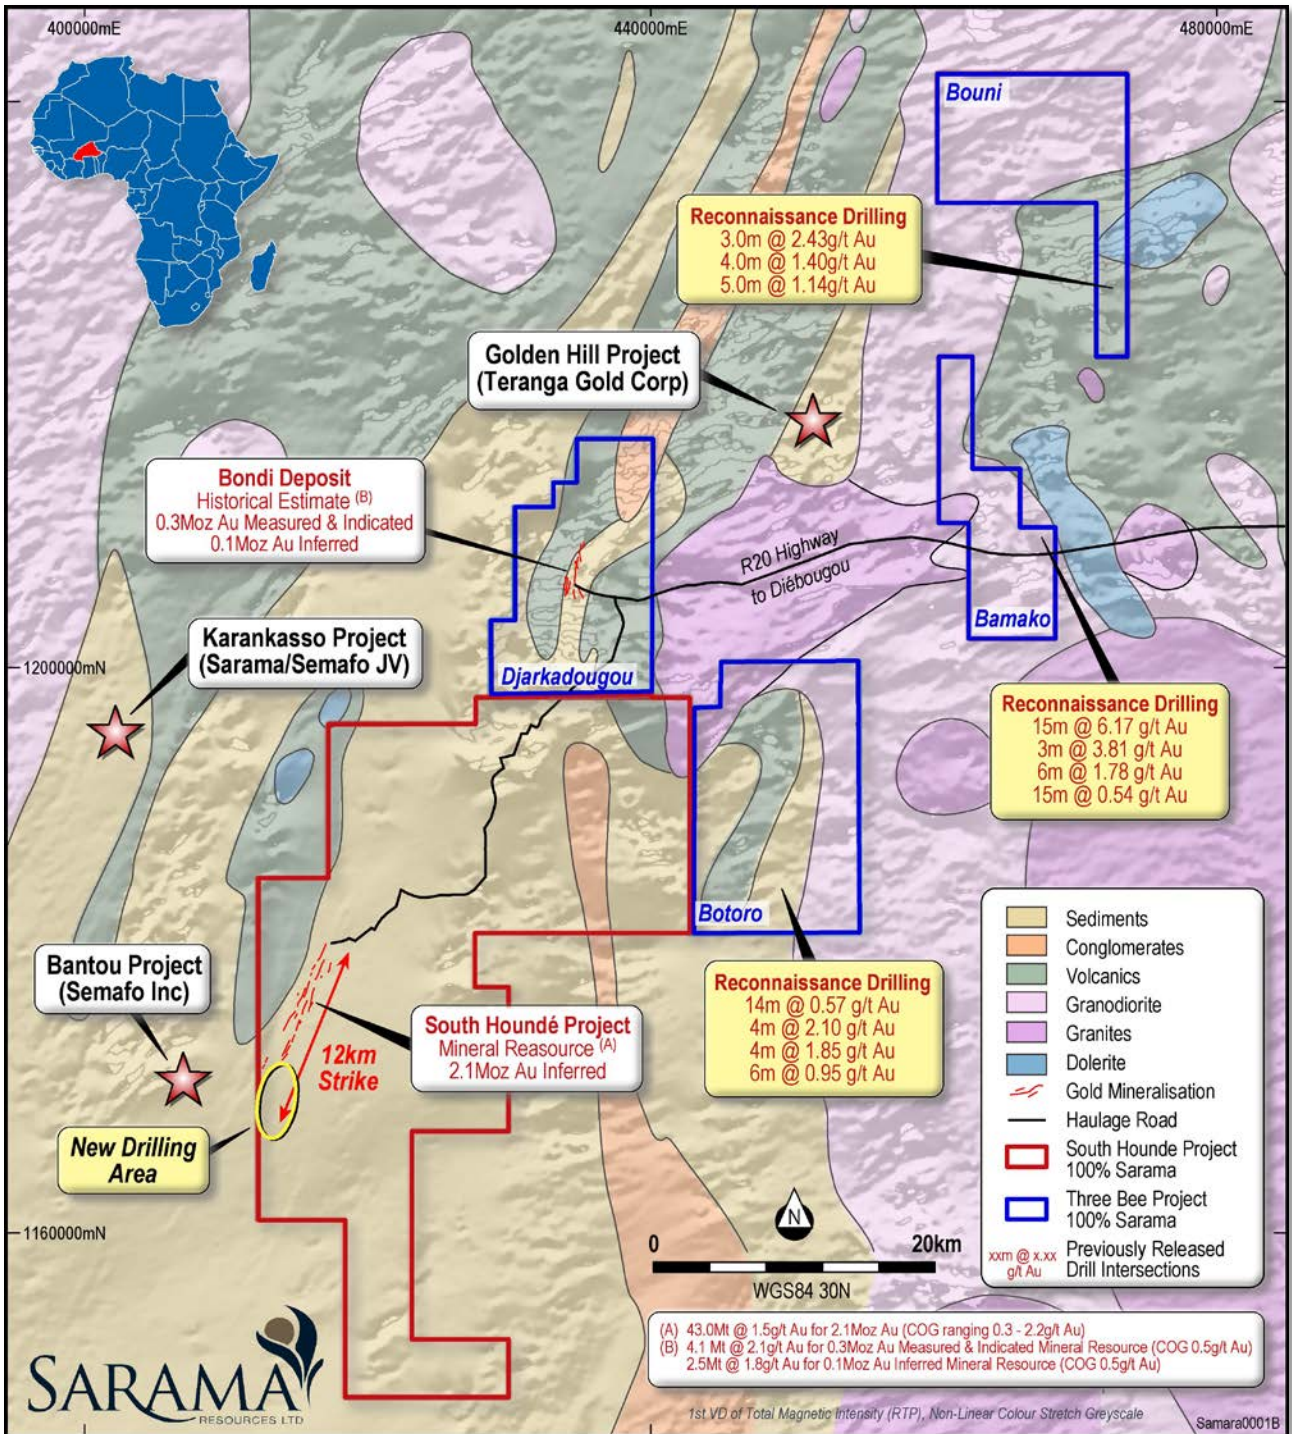 400000mE
440000mE
480000mE
Bouni
Reconnaissance Drilling
3.0m @ 2.43g/t Au
4.0m @ 1.40g/t Au
5.0m @ 1.14g/t Au
Golden Hill Project
(Teranga Gold Corp)
Bondi Deposit
Historical Estimate (B)
0.3Moz Au Measured & Indicated
0.1Moz Au Inferred
R20 Highway
to Diébougou
Bamako
Karankasso Project
(Sarama/Semafo JV)
1200000mN
Djarkadougou
Reconnaissance Drilling
15m @ 6.17 g/t Au
3m @ 3.81 g/t Au
6m @ 1.78 g/t Au
15m @ 0.54 g/t Au
Botoro
Bantou Project
(Semafo Inc)
Reconnaissance Drilling
14m @ 0.57 g/t Au
4m @ 2.10 g/t Au
4m @ 1.85 g/t Au
6m @ 0.95 g/t Au
South Houndé Project
Mineral Reasource (A)
2.1Moz Au Inferred
12km
Strike
New Drilling
Area
Sediments
Conglomerates
Volcanics
Granodiorite
Granites
Dolerite
Gold Mineralisation
Haulage Road
South Hounde Project
100% Sarama
Three Bee Project
100% Sarama
xxm @ x.xx
g/t Au
Previously Released
Drill Intersections
1160000mN
N
0 20km
WGS84 30N
(A) 43.0Mt @ 1.5g/t Au for 2.1Moz Au (COG ranging 0.3 - 2.2g/t Au)
(B) 4.1 Mt @ 2.1g/t Au for 0.3Moz Au Measured & Indicated Mineral Resource (COG 0.5g/t Au)
2.5Mt @ 1.8g/t Au for 0.1Moz Au Inferred Mineral Resource (COG 0.5g/t Au)
SARAMA
RESOURCES LTD
1st VD of Total Magnetic Intensity (RTP), Non-Linear Colour Stretch Greyscale
Samara0001B